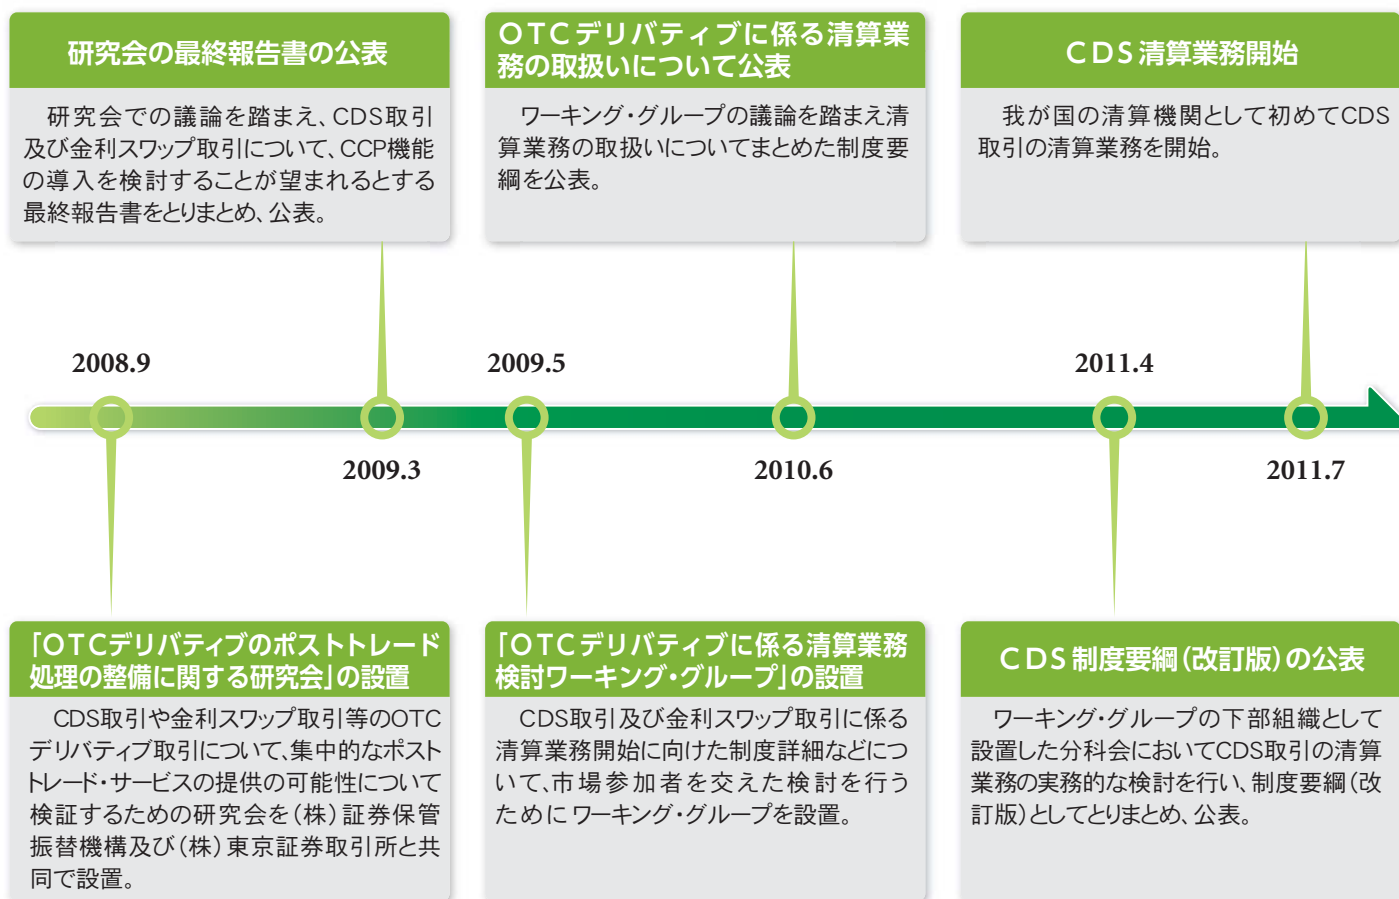 研究会の最終報告書の公表
研究会での議論を踏まえ、CDS取引
及び金利スワップ取引について、CCP機能
の導入を検討することが望まれるとする
最終報告書をとりまとめ、公表。
OTCデリバティブに係る清算業
務の取扱いについて公表
ワーキング・グループの議論を踏まえ清
算業務の取扱いについてまとめた制度要
綱を公表。
CDS清算業務開始
我が国の清算機関として初めてCDS
取引の清算業務を開始。
2008.9
2009.5
2011.4
2009.3
2010.6
2011.7
「OTCデリバティブのポストトレード
処理の整備に関する研究会」の設置
CDS取引や金利スワップ取引等のOTC
デリバティブ取引について、集中的なポスト
トレード・サービスの提供の可能性について
検証するための研究会を(株)証券保管
振替機構及び(株)東京証券取引所と共
同で設置。
「OTCデリバティブに係る清算業務
検討ワーキング・グループ」の設置
CDS取引及び金利スワップ取引に係る
清算業務開始に向けた制度詳細などにつ
いて、市場参加者を交えた検討を行う
ためにワーキング・グループを設置。
CDS制度要綱(改訂版)の公表
ワーキング・グループの下部組織として
設置した分科会においてCDS取引の清算
業務の実務的な検討を行い、制度要綱(改
訂版)としてとりまとめ、公表。